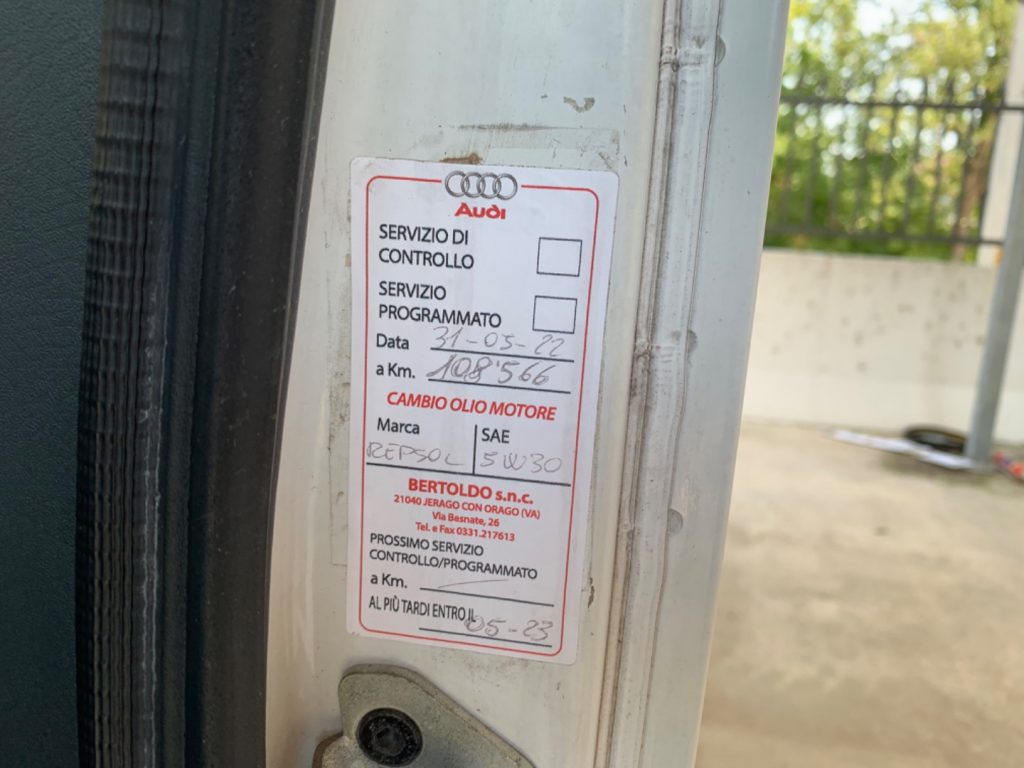 Audi
SERVIZIO DI
CONTROLLO
SERVIZIO
PROGRAMMATO
Data 31-05-22
a Km. 108'566
CAMBIO OLIO MOTORE
Marca SAE
REPSOL 5W30
BERTOLDO s.n.c.
21040 JERAGO CON ORAGO (VA)
Via Besnate, 26
Tel. e Fax 0331.217613
PROSSIMO SERVIZIO
CONTROLLO/PROGRAMMATO
a Km.
AL PIÙ TARDI ENTRO IL
05-23